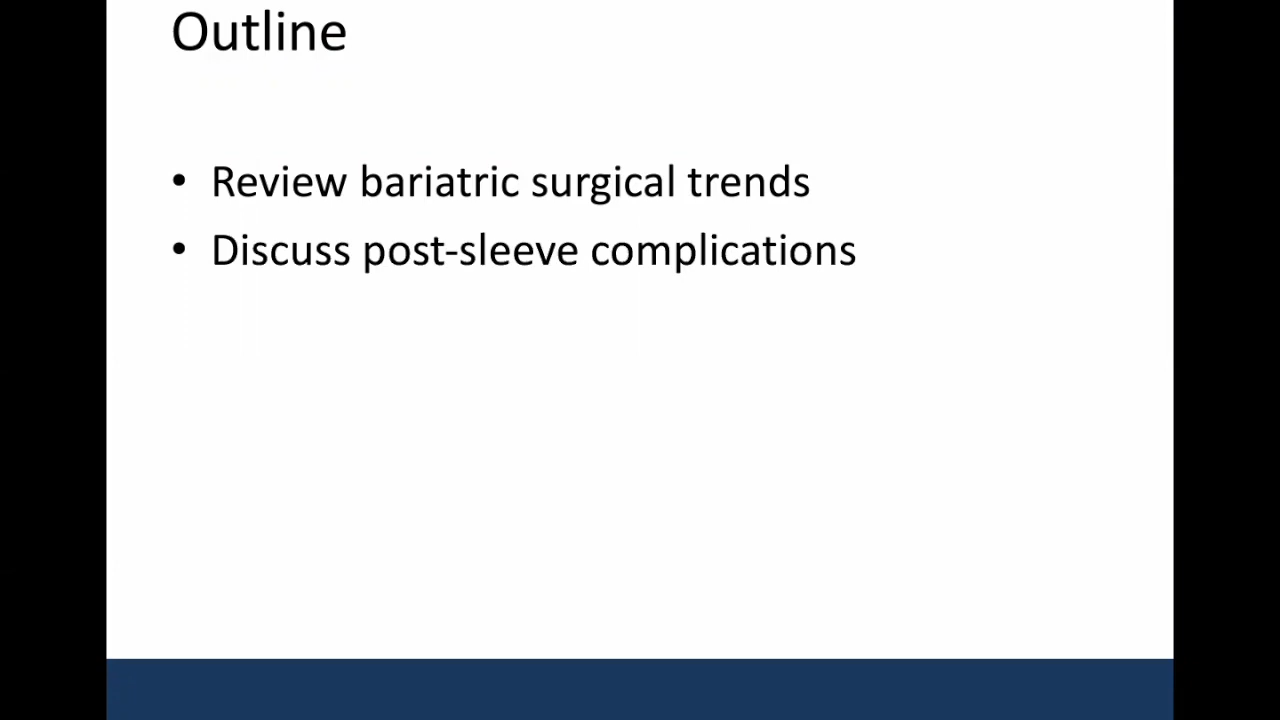 Outline
• Review bariatric surgical trends
• Discuss post-sleeve complications